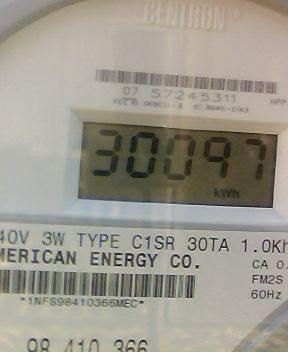 CENTRON®
07 57245311
30097
kWh
40V 3W TYPE C1SR 30TA 1.0Kh
MERICAN ENERGY CO.
CA 0.
FM2S
*1NFS98410366MEC*
60Hz
98 410 366